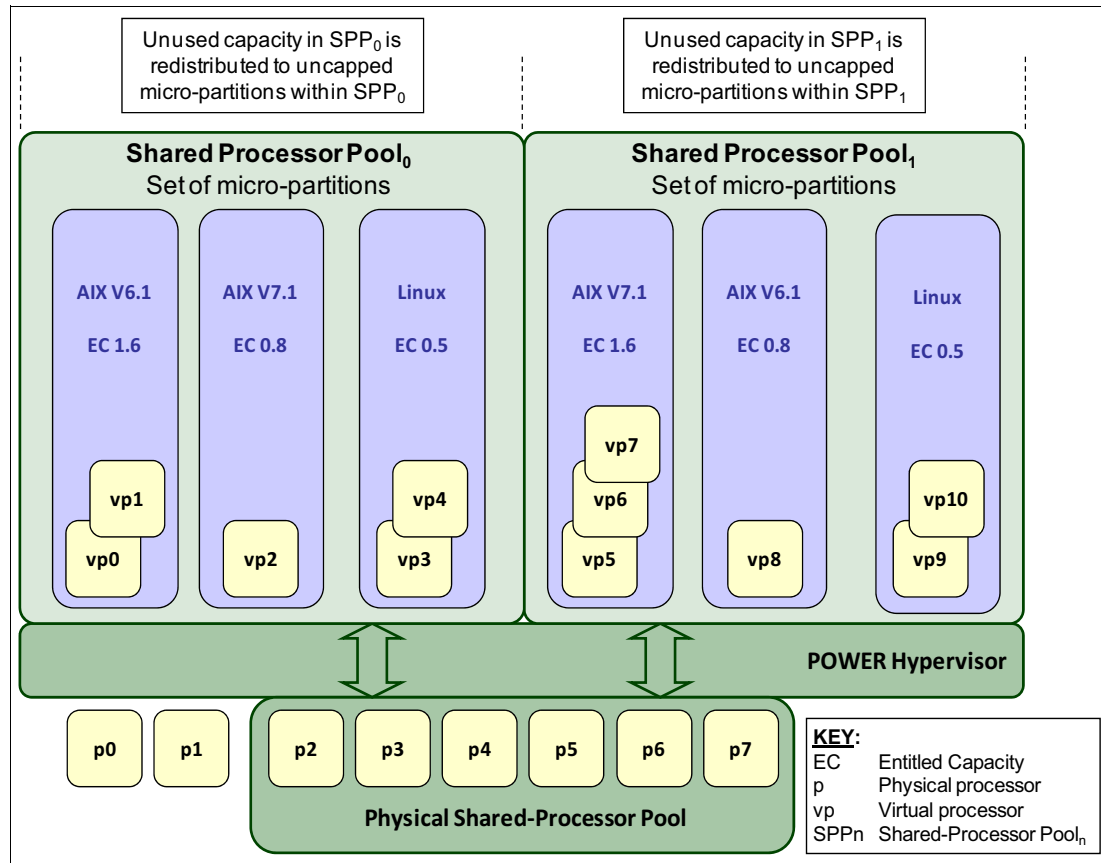 Unused capacity in SPP0 is
redistributed to uncapped
micro-partitions within SPP0
Unused capacity in SPP1 is
redistributed to uncapped
micro-partitions within SPP1
Shared Processor Pool0
Set of micro-partitions
Shared Processor Pool1
Set of micro-partitions
AIX V6.1
EC 1.6
vp1
vp0
AIX V7.1
EC 0.8
vp2
Linux
EC 0.5
vp4
vp3
AIX V7.1
EC 1.6
vp7
vp6
vp5
AIX V6.1
EC 0.8
vp8
Linux
EC 0.5
vp10
vp9
POWER Hypervisor
p0
p1
p2
p3
p4
p5
p6
p7
Physical Shared-Processor Pool
KEY:
EC Entitled Capacity
p Physical processor
vp Virtual processor
SPPn Shared-Processor Pooln